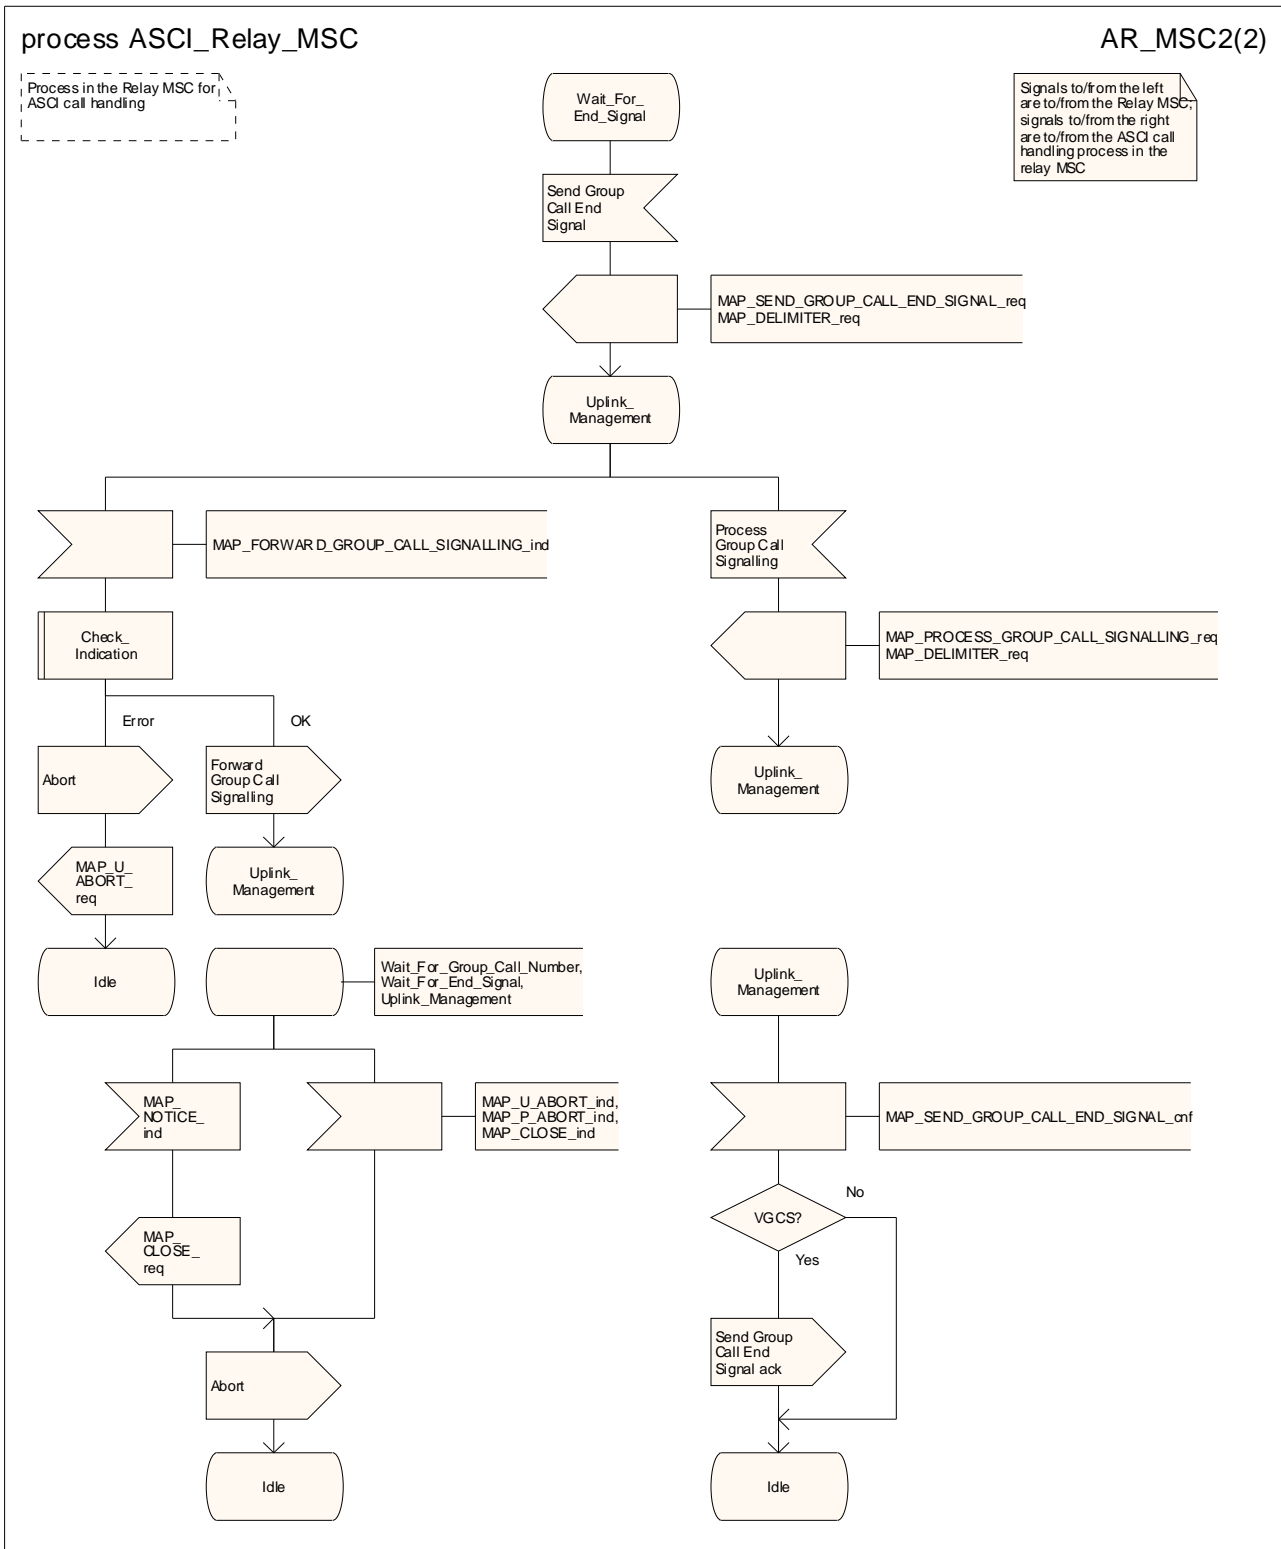 process ASCI_Relay_MSC
AR_MSC2(2)
Process in the Relay MSC for
ASCI call handling
Wait_For_
End_Signal
Signals to/from the left
are to/from the Relay MSC;
signals to/from the right
are to/from the ASCI call
handling process in the
relay MSC
Send Group
Call End
Signal
MAP_SEND_GROUP_CALL_END_SIGNAL_req
MAP_DELIMITER_req
Uplink_
Management
MAP_FORWARD_GROUP_CALL_SIGNALLING_ind
Process
Group Call
Signalling
Check_
Indication
MAP_PROCESS_GROUP_CALL_SIGNALLING_req
MAP_DELIMITER_req
Error
OK
Abort
Forward
Group Call
Signalling
Uplink_
Management
MAP_U_
ABORT_
req
Uplink_
Management
Idle
Wait_For_Group_Call_Number,
Wait_For_End_Signal,
Uplink_Management
Uplink_
Management
MAP_
NOTICE_
ind
MAP_U_ABORT_ind,
MAP_P_ABORT_ind,
MAP_CLOSE_ind
MAP_SEND_GROUP_CALL_END_SIGNAL_cnf
No
VGCS?
Yes
MAP_
CLOSE_
req
Send Group
Call End
Signal ack
Abort
Idle
Idle